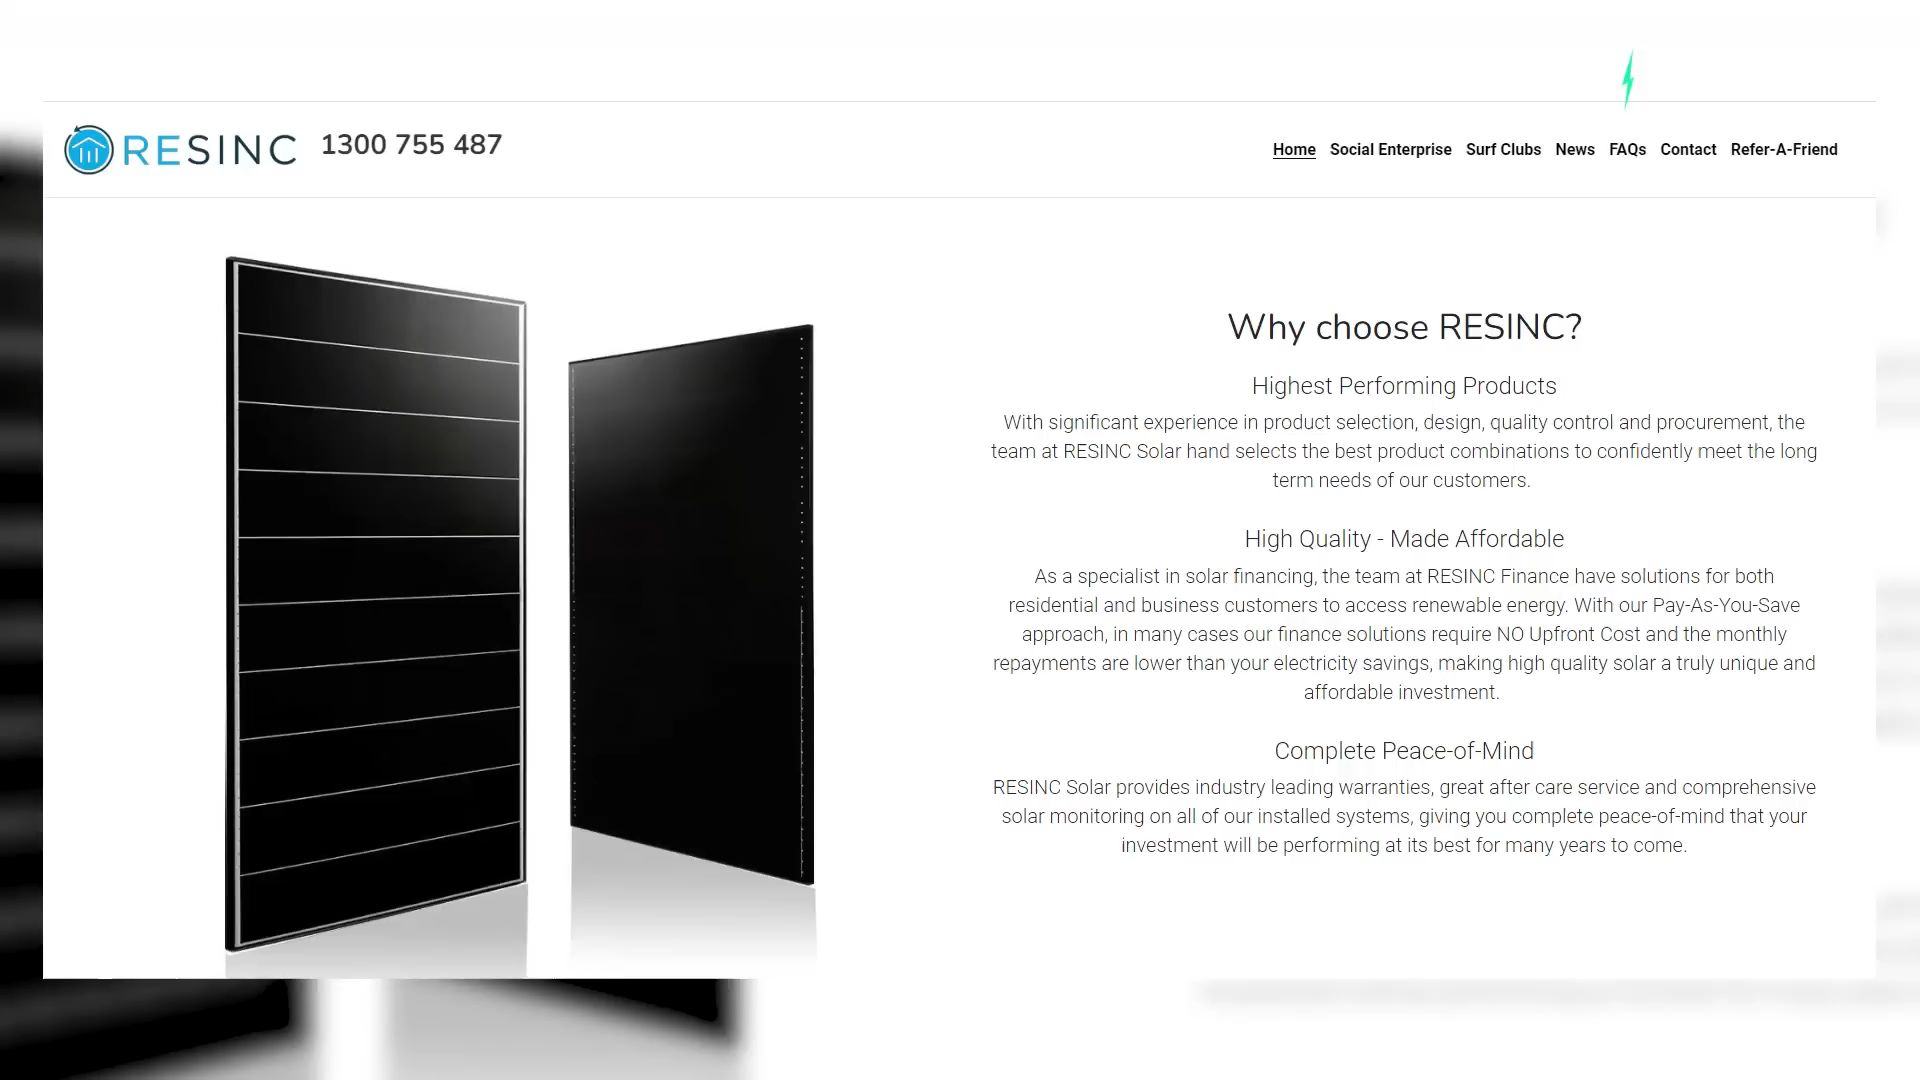 RESINC 1300 755 487
Home Social Enterprise Surf Clubs News FAQs Contact Refer-A-Friend
Why choose RESINC?
Highest Performing Products
With significant experience in product selection, design, quality control and procurement, the
team at RESINC Solar hand selects the best product combinations to confidently meet the long
term needs of our customers.
High Quality - Made Affordable
As a specialist in solar financing, the team at RESINC Finance have solutions for both
residential and business customers to access renewable energy. With our Pay-As-You-Save
approach, in many cases our finance solutions require NO Upfront Cost and the monthly
repayments are lower than your electricity savings, making high quality solar a truly unique and
affordable investment.
Complete Peace-of-Mind
RESINC Solar provides industry leading warranties, great after care service and comprehensive
solar monitoring on all of our installed systems, giving you complete peace-of-mind that your
investment will be performing at its best for many years to come.